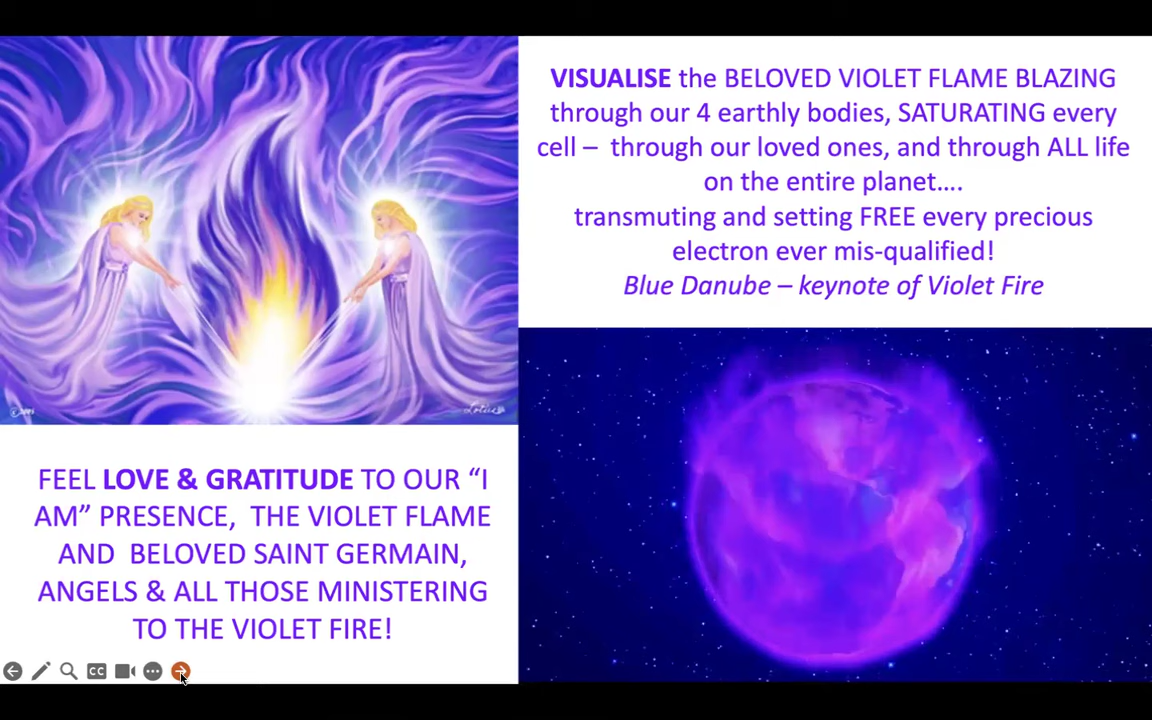 VISUALISE the BELOVED VIOLET FLAME BLAZING
through our 4 earthly bodies, SATURATING every
cell – through our loved ones, and through ALL life
on the entire planet....
transmuting and setting FREE every precious
electron ever mis-qualified!
Blue Danube – keynote of Violet Fire
FEEL LOVE & GRATITUDE TO OUR “I
AM” PRESENCE, THE VIOLET FLAME
AND BELOVED SAINT GERMAIN,
ANGELS & ALL THOSE MINISTERING
TO THE VIOLET FIRE!
CC